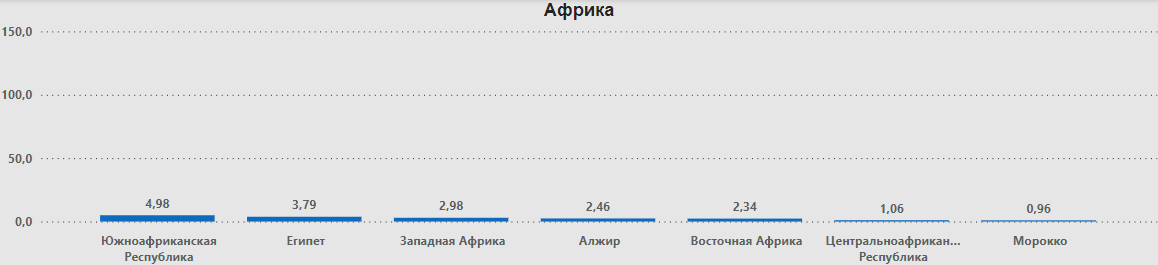 Африка
150,0
100,0
50,0
0,0
4,98
3,79
2,98
2,46
2,34
1,06
0,96
Южноафриканская
Республика
Египет
Западная Африка
Алжир
Восточная Африка
Центральноафрикан...
Республика
Морокко